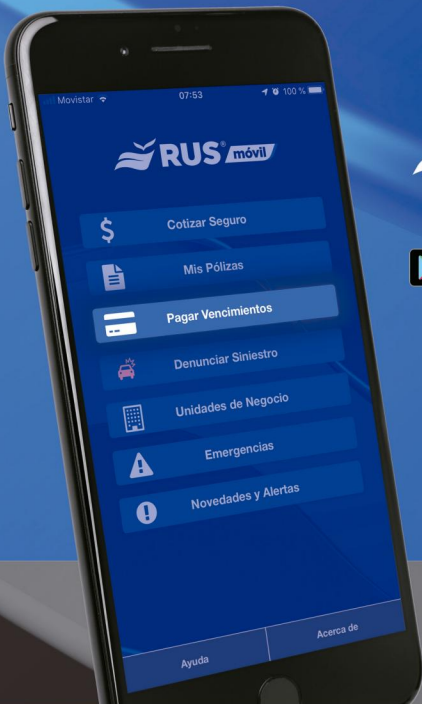 Movistar 07:53 100 %
RUS® móvil
Cotizar Seguro
Mis Pólizas
Pagar Vencimientos
Denunciar Siniestro
Unidades de Negocio
Emergencias
Novedades y Alertas
Ayuda Acerca de